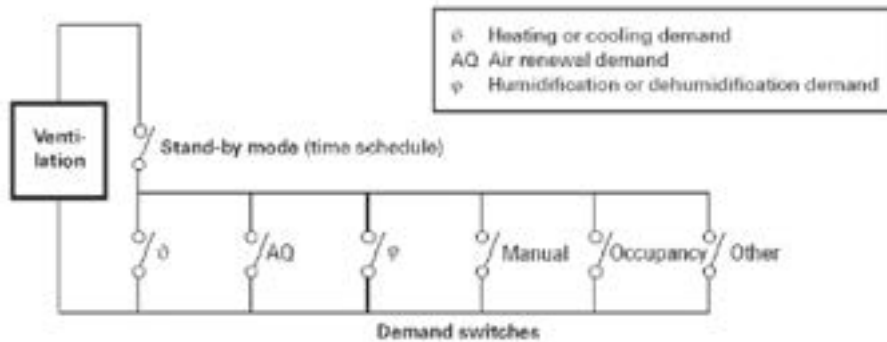 ϑ Heating or cooling demand
AQ Air renewal demand
φ Humidification or dehumidification demand
Venti-
lation
Stand-by mode (time schedule)
ϑ AQ φ Manual Occupancy Other
Demand switches